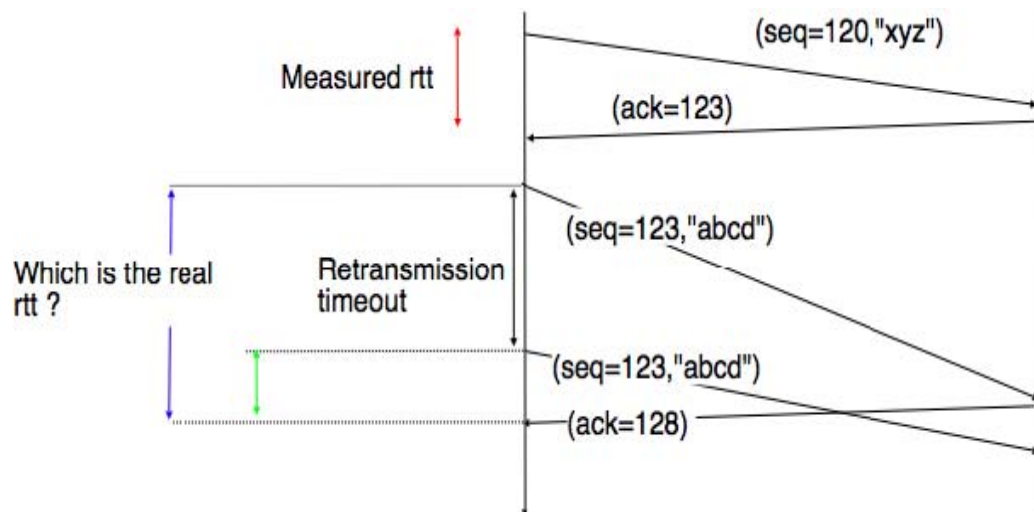 (seq=120,"xyz")
Measured rtt
(ack=123)
(seq=123,"abcd")
Which is the real
rtt ?
Retransmission
timeout
(seq=123,"abcd")
(ack=128)